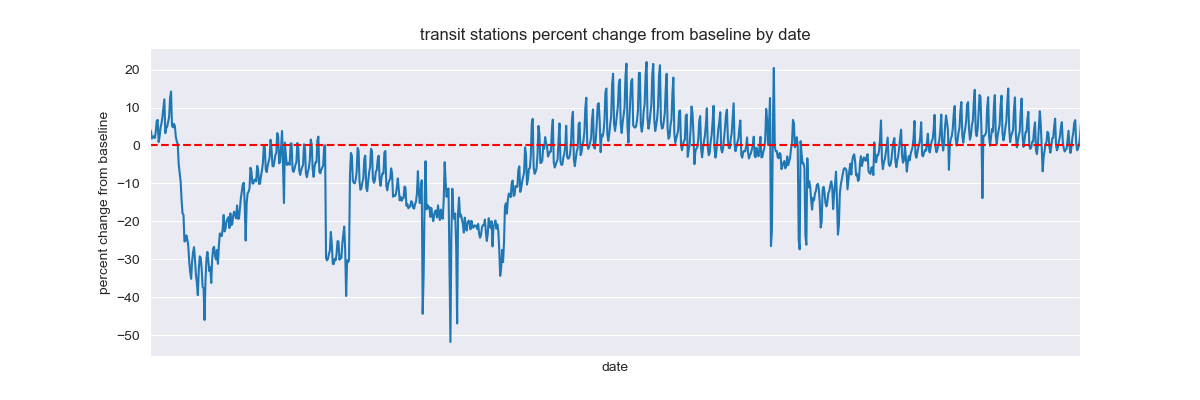 transit stations percent change from baseline by date
percent change from baseline
20
10
0
−10
−20
−30
−40
−50
date